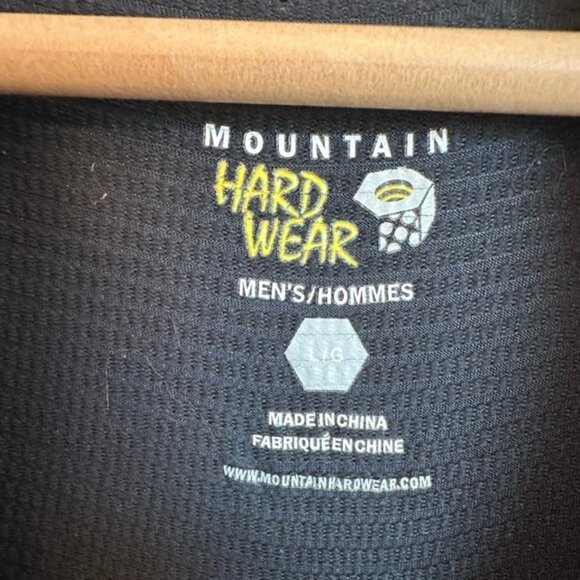 MOUNTAIN
HARD
WEAR
MEN'S/HOMMES
L/G
MADE IN CHINA
FABRIQUÉ EN CHINE
WWW.MOUNTAINHARDWEAR.COM